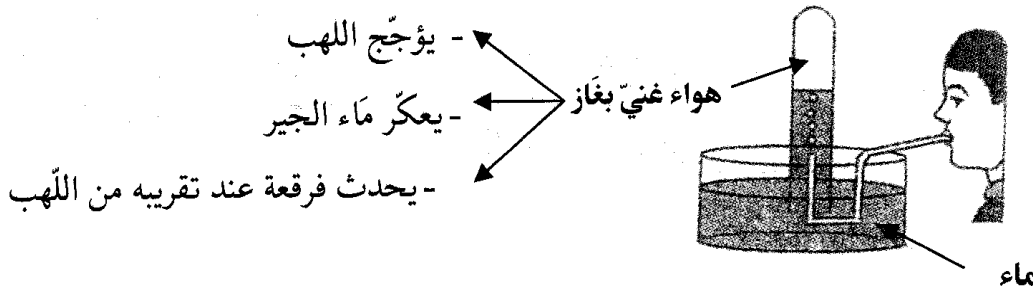 - يؤجّج اللهب
هواء غنيّ بغَاز
- يعكّر مَاء الجير
- يحدث فرقعة عند تقريبه من اللّهب
ماء